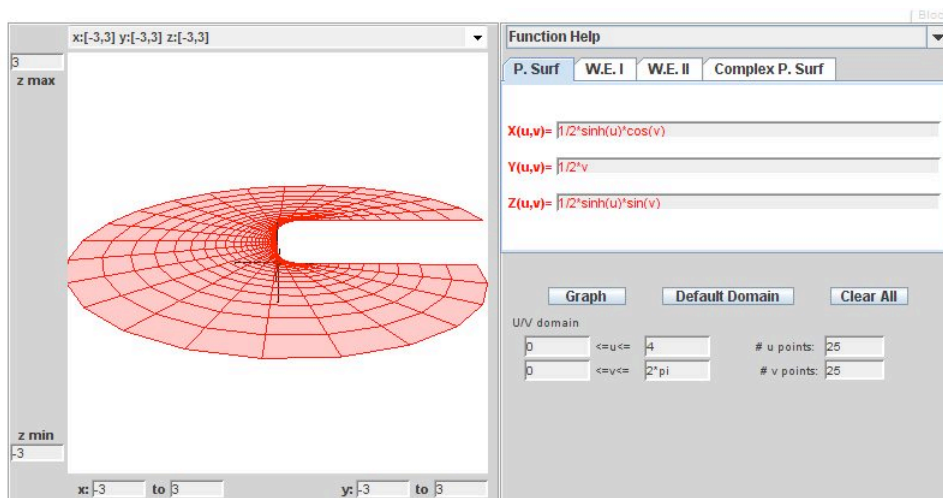 Bloc
x:[-3,3] y:[-3,3] z:[-3,3]
3
z max
z min
-3
x: -3 to 3 y: -3 to 3
Function Help
P. Surf W.E. I W.E. II Complex P. Surf
X(u,v)= 1/2*sinh(u)*cos(v)
Y(u,v)= 1/2*v
Z(u,v)= 1/2*sinh(u)*sin(v)
Graph Default Domain Clear All
U/V domain
0 <=u<= 4 # u points: 25
0 <=v<= 2*pi # v points: 25